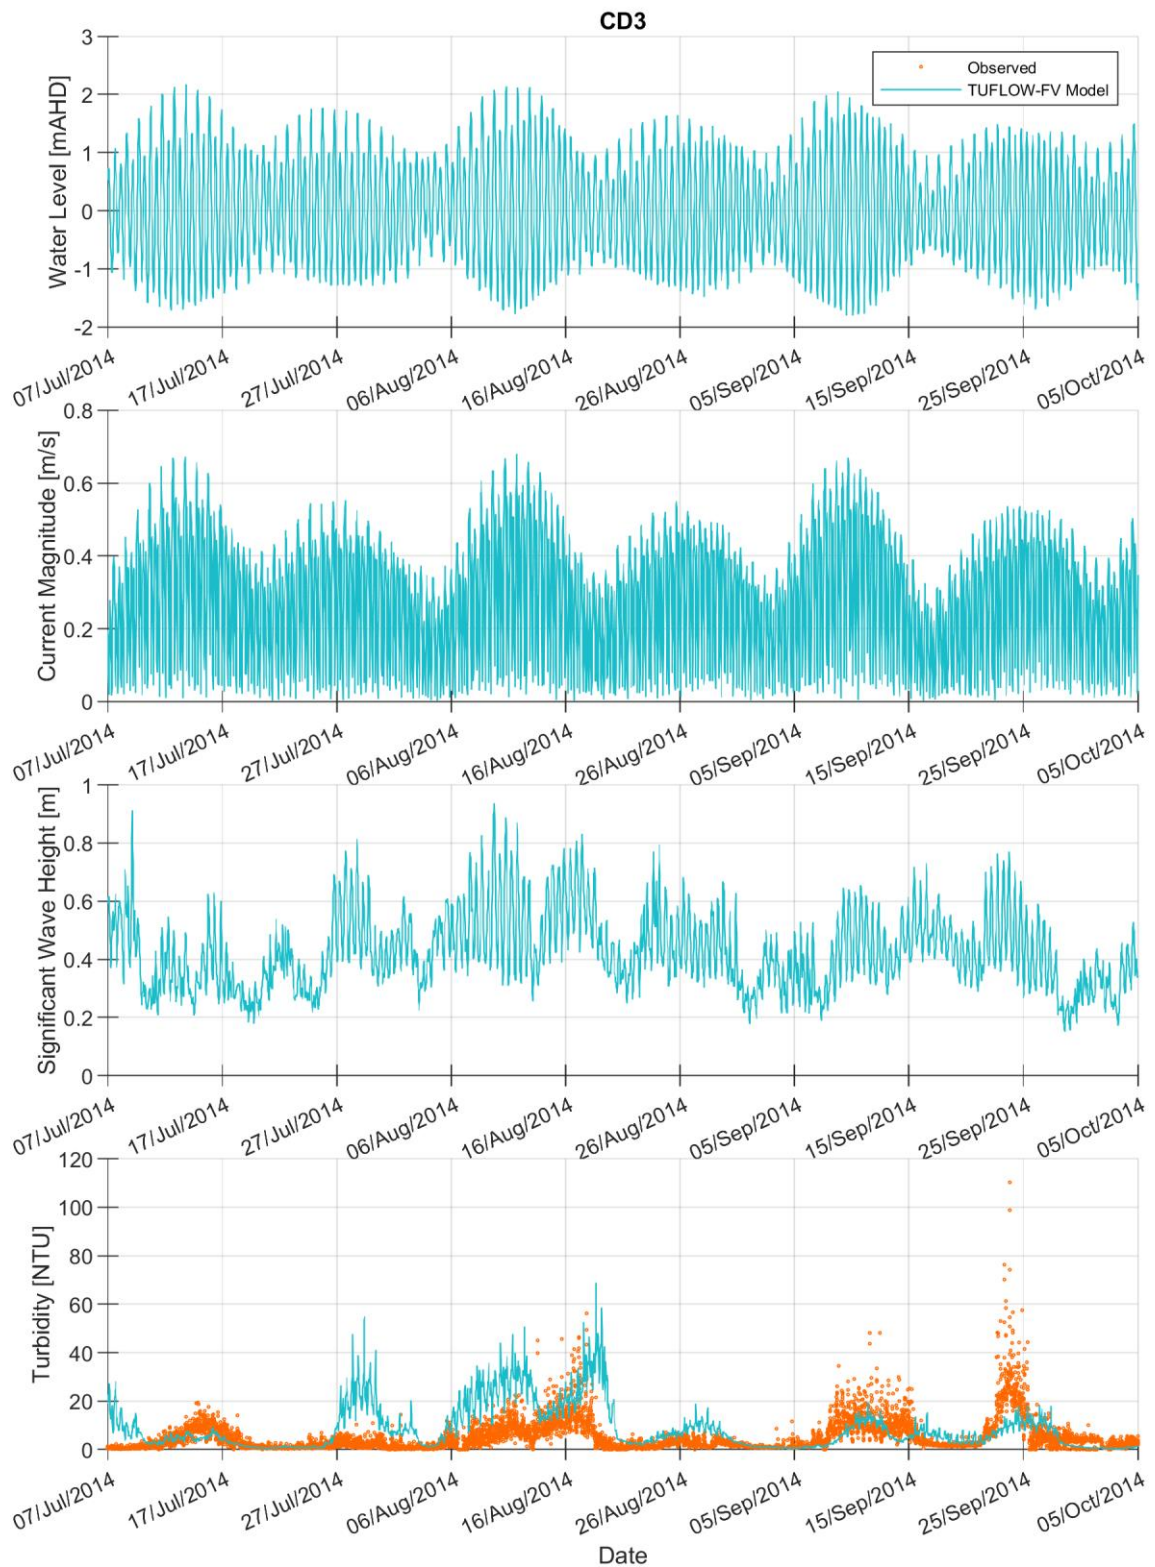 CD3
Observed
TUFLOW-FV Model
Water Level [mAHD]
3
2
1
0
-1
-2
07/Jul/2014
17/Jul/2014
27/Jul/2014
06/Aug/2014
16/Aug/2014
26/Aug/2014
05/Sep/2014
15/Sep/2014
25/Sep/2014
05/Oct/2014
Current Magnitude [m/s]
0.8
0.6
0.4
0.2
0
07/Jul/2014
17/Jul/2014
27/Jul/2014
06/Aug/2014
16/Aug/2014
26/Aug/2014
05/Sep/2014
15/Sep/2014
25/Sep/2014
05/Oct/2014
Significant Wave Height [m]
1
0.8
0.6
0.4
0.2
0
07/Jul/2014
17/Jul/2014
27/Jul/2014
06/Aug/2014
16/Aug/2014
26/Aug/2014
05/Sep/2014
15/Sep/2014
25/Sep/2014
05/Oct/2014
Turbidity [NTU]
120
100
80
60
40
20
0
07/Jul/2014
17/Jul/2014
27/Jul/2014
06/Aug/2014
16/Aug/2014
26/Aug/2014
05/Sep/2014
15/Sep/2014
25/Sep/2014
05/Oct/2014
Date